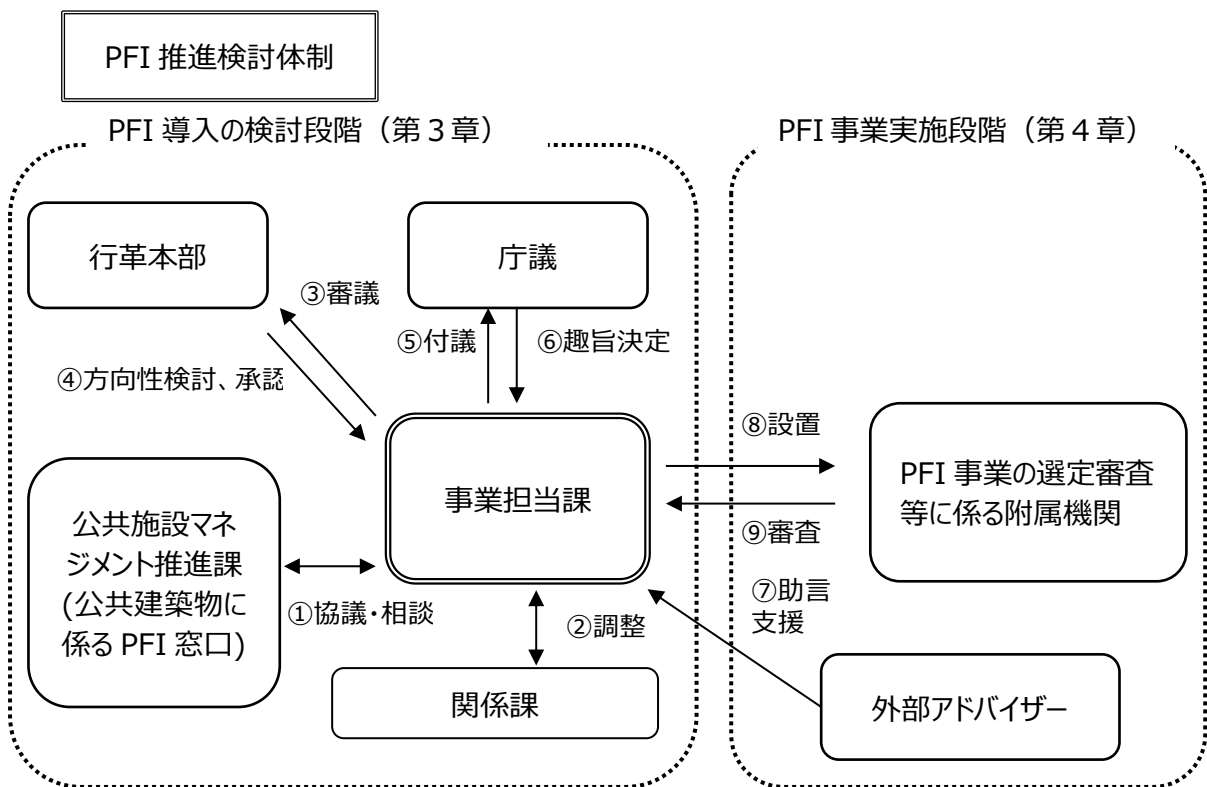 PFI 推進検討体制
PFI 導入の検討段階（第３章）
PFI 事業実施段階（第４章）
行革本部
庁議
③審議
⑤付議
⑥趣旨決定
④方向性検討、承認
⑧設置
事業担当課
PFI 事業の選定審査
等に係る附属機関
公共施設マネ
ジメント推進課
(公共建築物に
係る PFI 窓口)
⑨審査
①協議・相談
②調整
⑦助言
支援
関係課
外部アドバイザー